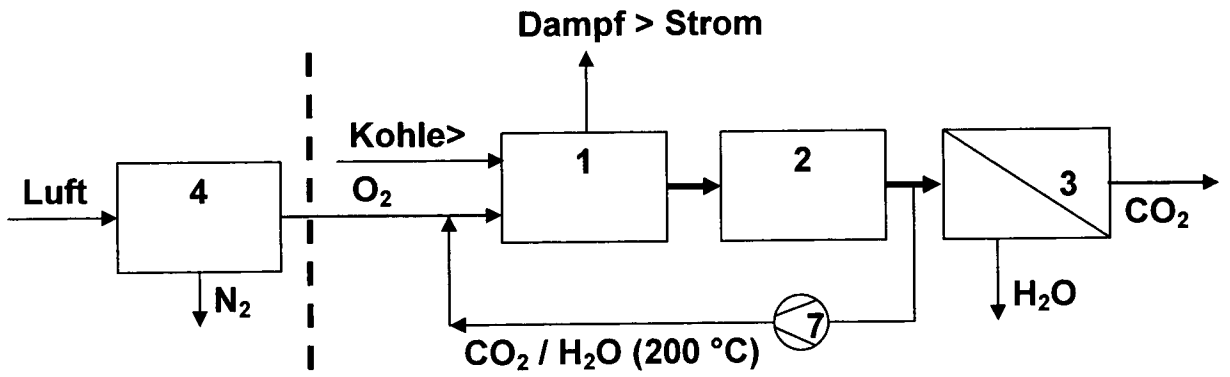 Dampf > Strom
Kohle>
1
2
3
4
Luft
O₂
CO₂
N₂
H₂O
7
CO₂ / H₂O (200 °C)